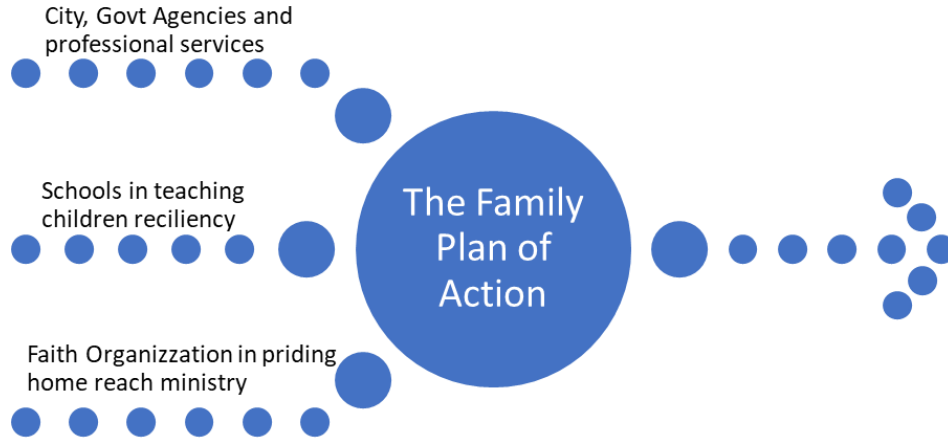 City, Govt Agencies and
professional services
Schools in teaching
children reciliency
The Family
Plan of
Action
Faith Organizzation in priding
home reach ministry